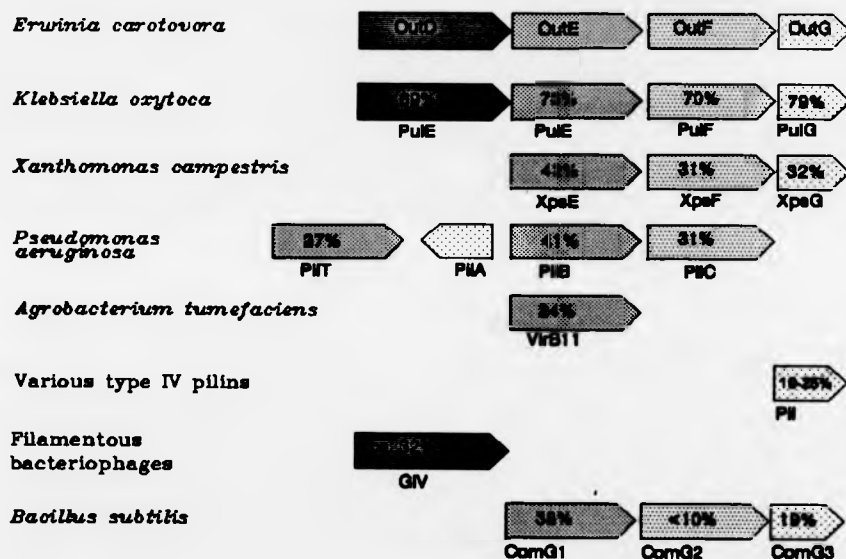 Erwinia carotovora OutD OutE OutF OutG
Klebsiella oxytoca 70% 79%
PulE PulE PulF PulG
Xanthomonas campestris 31% 32%
XpsE XpsF XpsG
Pseudomonas aeruginosa 27% 41% 31%
PilT PilA PilB PilC
Agrobacterium tumefaciens 24%
VirB11
Various type IV pilins
Pil
Filamentous bacteriophages
GIV
Bacillus subtilis <10% 19%
ComG1 ComG2 ComG3